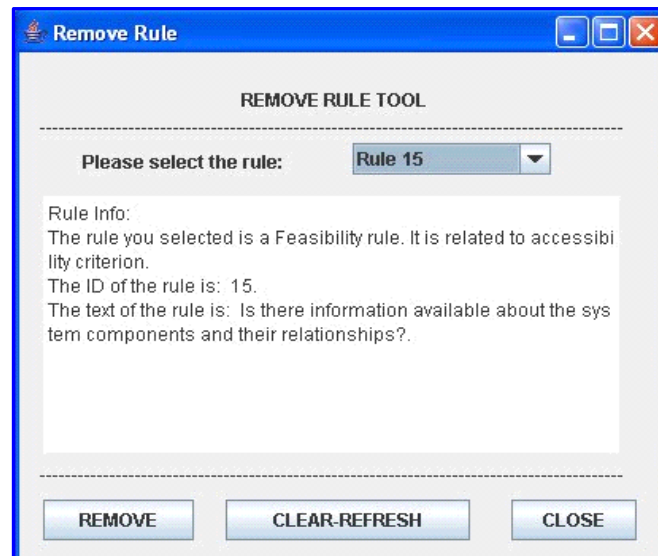 Remove Rule
REMOVE RULE TOOL
Please select the rule: Rule 15
Rule Info:
The rule you selected is a Feasibility rule. It is related to accessibi
lity criterion.
The ID of the rule is:  15.
The text of the rule is:  Is there information available about the sys
tem components and their relationships?.
REMOVE CLEAR-REFRESH CLOSE